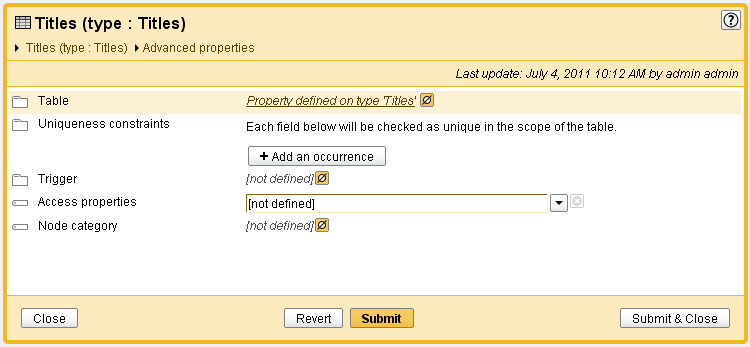 Titles (type : Titles)
?
Titles (type : Titles) Advanced properties
Last update: July 4, 2011 10:12 AM by admin admin
Table Property defined on type 'Titles'
Uniqueness constraints Each field below will be checked as unique in the scope of the table.
+ Add an occurrence
Trigger [not defined]
Access properties [not defined]
Node category [not defined]
Close Revert Submit Submit & Close